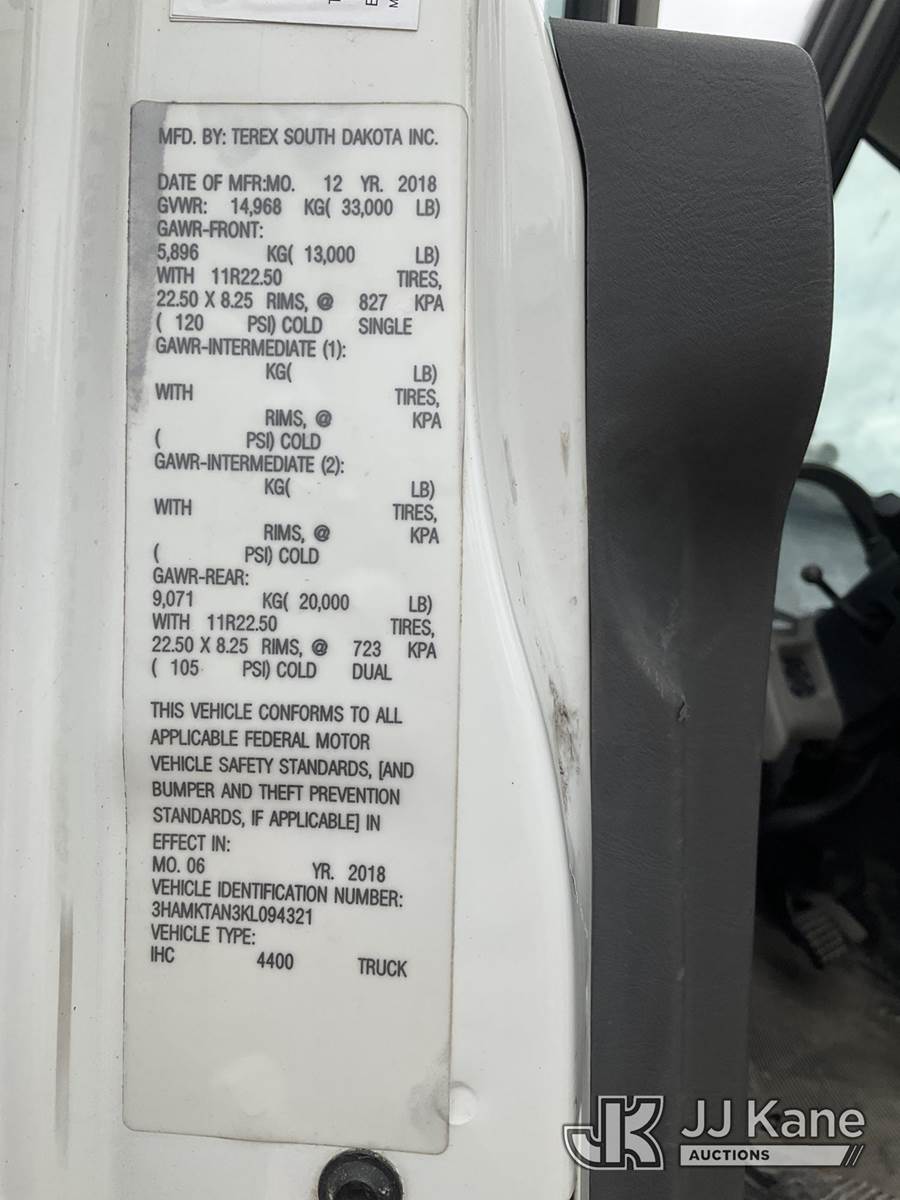 MFD. BY: TEREX SOUTH DAKOTA INC.
DATE OF MFR:MO. 12 YR. 2018
GVWR: 14,968 KG( 33,000 LB)
GAWR-FRONT:
5,896 KG( 13,000 LB)
WITH 11R22.50 TIRES,
22.50 X 8.25 RIMS, @ 827 KPA
( 120 PSI) COLD SINGLE
GAWR-INTERMEDIATE (1):
KG( LB)
WITH TIRES,
RIMS, @ KPA
( PSI) COLD
GAWR-INTERMEDIATE (2):
KG( LB)
WITH TIRES,
RIMS, @ KPA
( PSI) COLD
GAWR-REAR:
9,071 KG( 20,000 LB)
WITH 11R22.50 TIRES,
22.50 X 8.25 RIMS, @ 723 KPA
( 105 PSI) COLD DUAL
THIS VEHICLE CONFORMS TO ALL
APPLICABLE FEDERAL MOTOR
VEHICLE SAFETY STANDARDS, [AND
BUMPER AND THEFT PREVENTION
STANDARDS, IF APPLICABLE] IN
EFFECT IN:
MO. 06 YR. 2018
VEHICLE IDENTIFICATION NUMBER:
3HAMKTAN3KL094321
VEHICLE TYPE:
IHC 4400 TRUCK
JK JJ Kane
AUCTIONS